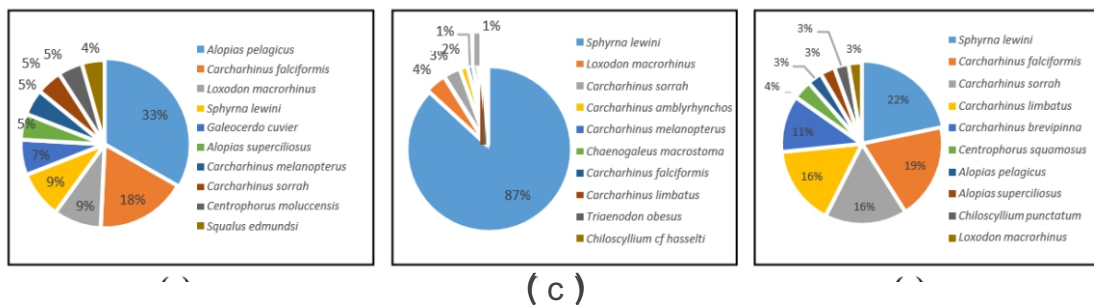 4%
5%
5%
5%
5%
7%
9%
9%
18%
33%
Alopias pelagicus
Carcharhinus falciformis
Loxodon macrorhinus
Sphyrna lewini
Galeocerdo cuvier
Alopias superciliosus
Carcharhinus melanopterus
Carcharhinus sorrah
Centrophorus moluccensis
Squalus edmundsi
1%
1%
2%
3%
4%
87%
Sphyrna lewini
Loxodon macrorhinus
Carcharhinus sorrah
Carcharhinus amblyrhynchos
Carcharhinus melanopterus
Chaenogaleus macrostoma
Carcharhinus falciformis
Carcharhinus limbatus
Triaenodon obesus
Chiloscyllium cf hasselti
3%
3%
3%
3%
4%
11%
16%
16%
19%
22%
Sphyrna lewini
Carcharhinus falciformis
Carcharhinus sorrah
Carcharhinus limbatus
Carcharhinus brevipinna
Centrophorus squamosus
Alopias pelagicus
Alopias superciliosus
Chiloscyllium punctatum
Loxodon macrorhinus
( c )